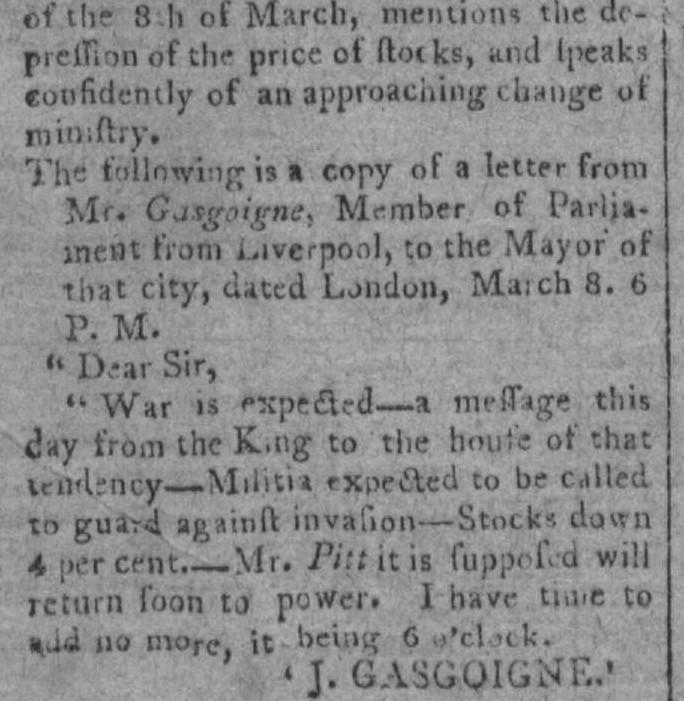 of the 8th of March, mentions the de-
preſſion of the price of ſtocks, and ſpeaks
confidently of an approaching change of
miniſtry.
The following is a copy of a letter from
Mr. Gasgoigne, Member of Parlia-
ment from Liverpool, to the Mayor of
that city, dated London, March 8. 6
P. M.
“ Dear Sir,
“ War is expected—a meſſage this
day from the King to the houſe of that
tendency—Militia expected to be called
to guard againſt invaſion—Stocks down
4 per cent.—Mr. Pitt it is ſuppoſed will
return ſoon to power. I have time to
add no more, it being 6 o'clock.
‘ J. GASGOIGNE.’